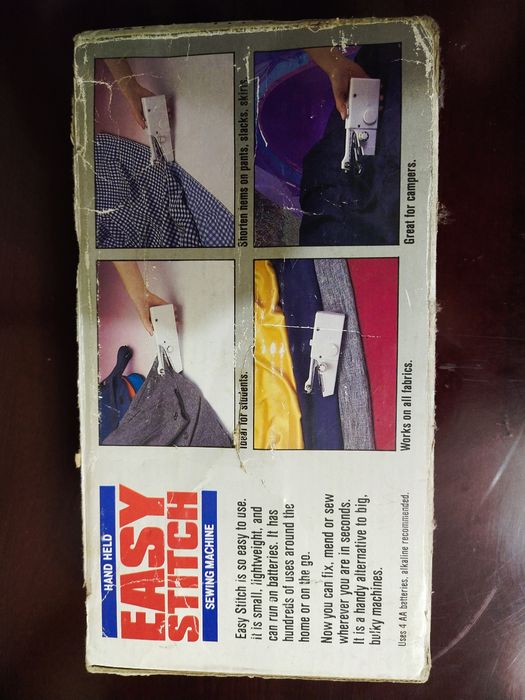 HAND HELD
EASY
STITCH
SEWING MACHINE
Easy Stitch is so easy to use.
it is small, lightweight, and
can run on batteries. It has
hundreds of uses around the
home or on the go.
Now you can fix, mend or sew
wherever you are in seconds.
It is a handy alternative to big,
bulky machines.
Uses 4 AA batteries, alkaline recommended.
Ideal for students.
Shorten hems on pants, slacks, skirts.
Works on all fabrics.
Great for campers.